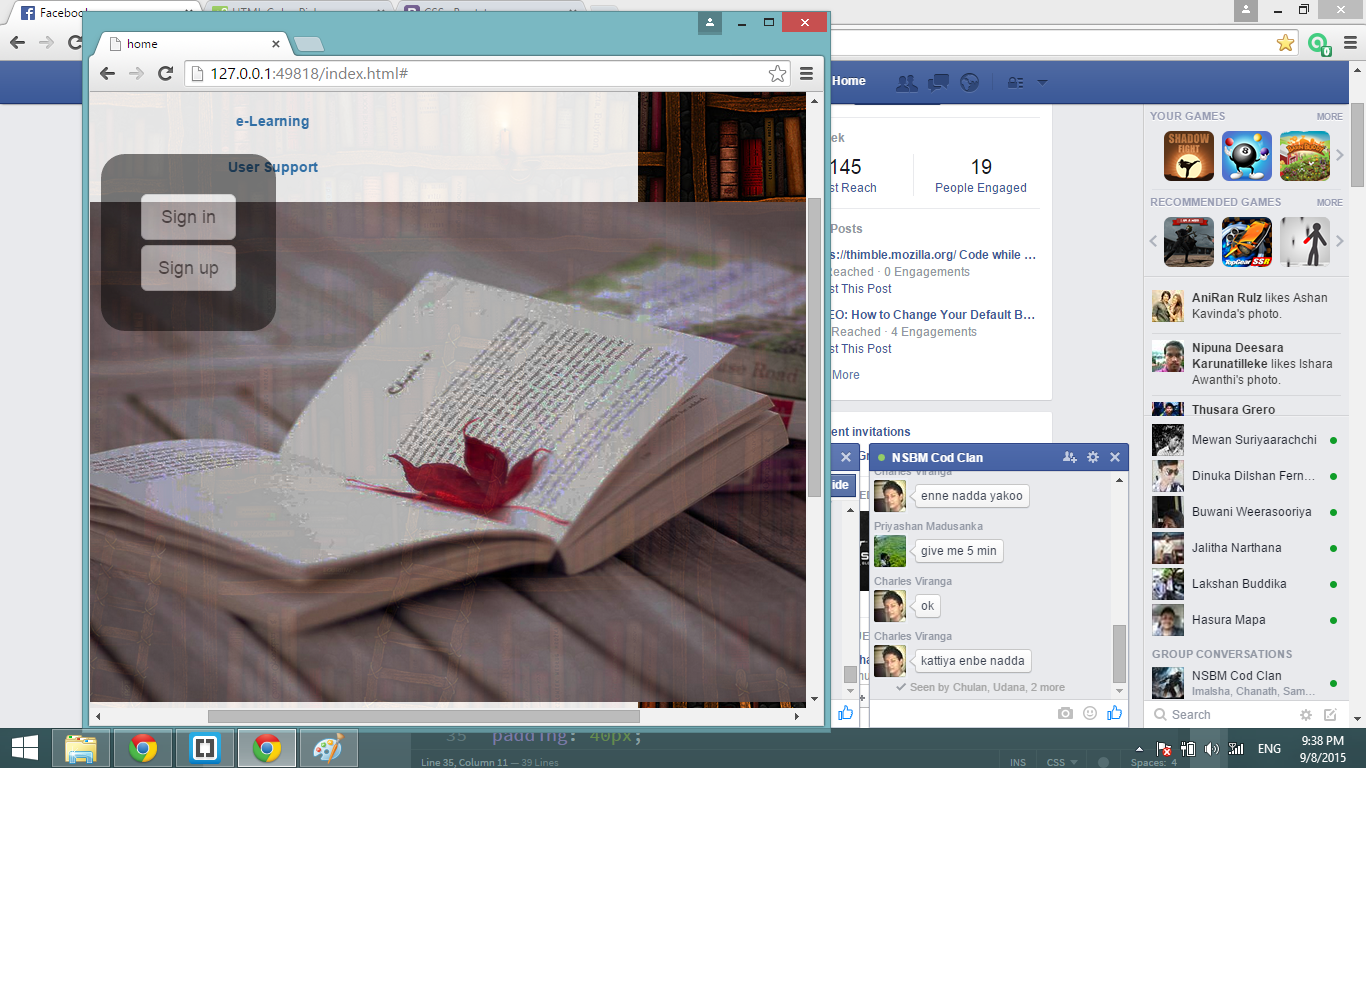 Facebook
home
127.0.0.1:49818/index.html#
e-Learning
User Support
Sign in
Sign up
Home
145
19
People Engaged
Posts
s://thimble.mozilla.org/ Code while ...
0 Engagements
st This Post
EO: How to Change Your Default B...
Reached · 4 Engagements
st This Post
More
ent invitations
YOUR GAMES
MORE
SHADOW
FIGHT
8
RECOMMENDED GAMES
MORE
TopGear SSR
AniRan Rulz likes Ashan
Kavinda's photo.
Nipuna Deesara
Karunatilleke likes Ishara
Awanthi's photo.
Thusara Grero
Mewan Suriyaarachchi
Dinuka Dilshan Fern...
Buwani Weerasooriya
Jalitha Narthana
Lakshan Buddika
Hasura Mapa
GROUP CONVERSATIONS
NSBM Cod Clan
Imalsha, Chanath, Sam...
Search
NSBM Cod Clan
Charles Viranga
enne nadda yakoo
Priyashan Madusanka
give me 5 min
Charles Viranga
ok
Charles Viranga
kattiya enbe nadda
Seen by Chulan, Udana, 2 more
35 padding: 40px;
Line 35, Column 11 — 39 Lines
INS
CSS
Spaces: 4
ENG
9:38 PM
9/8/2015